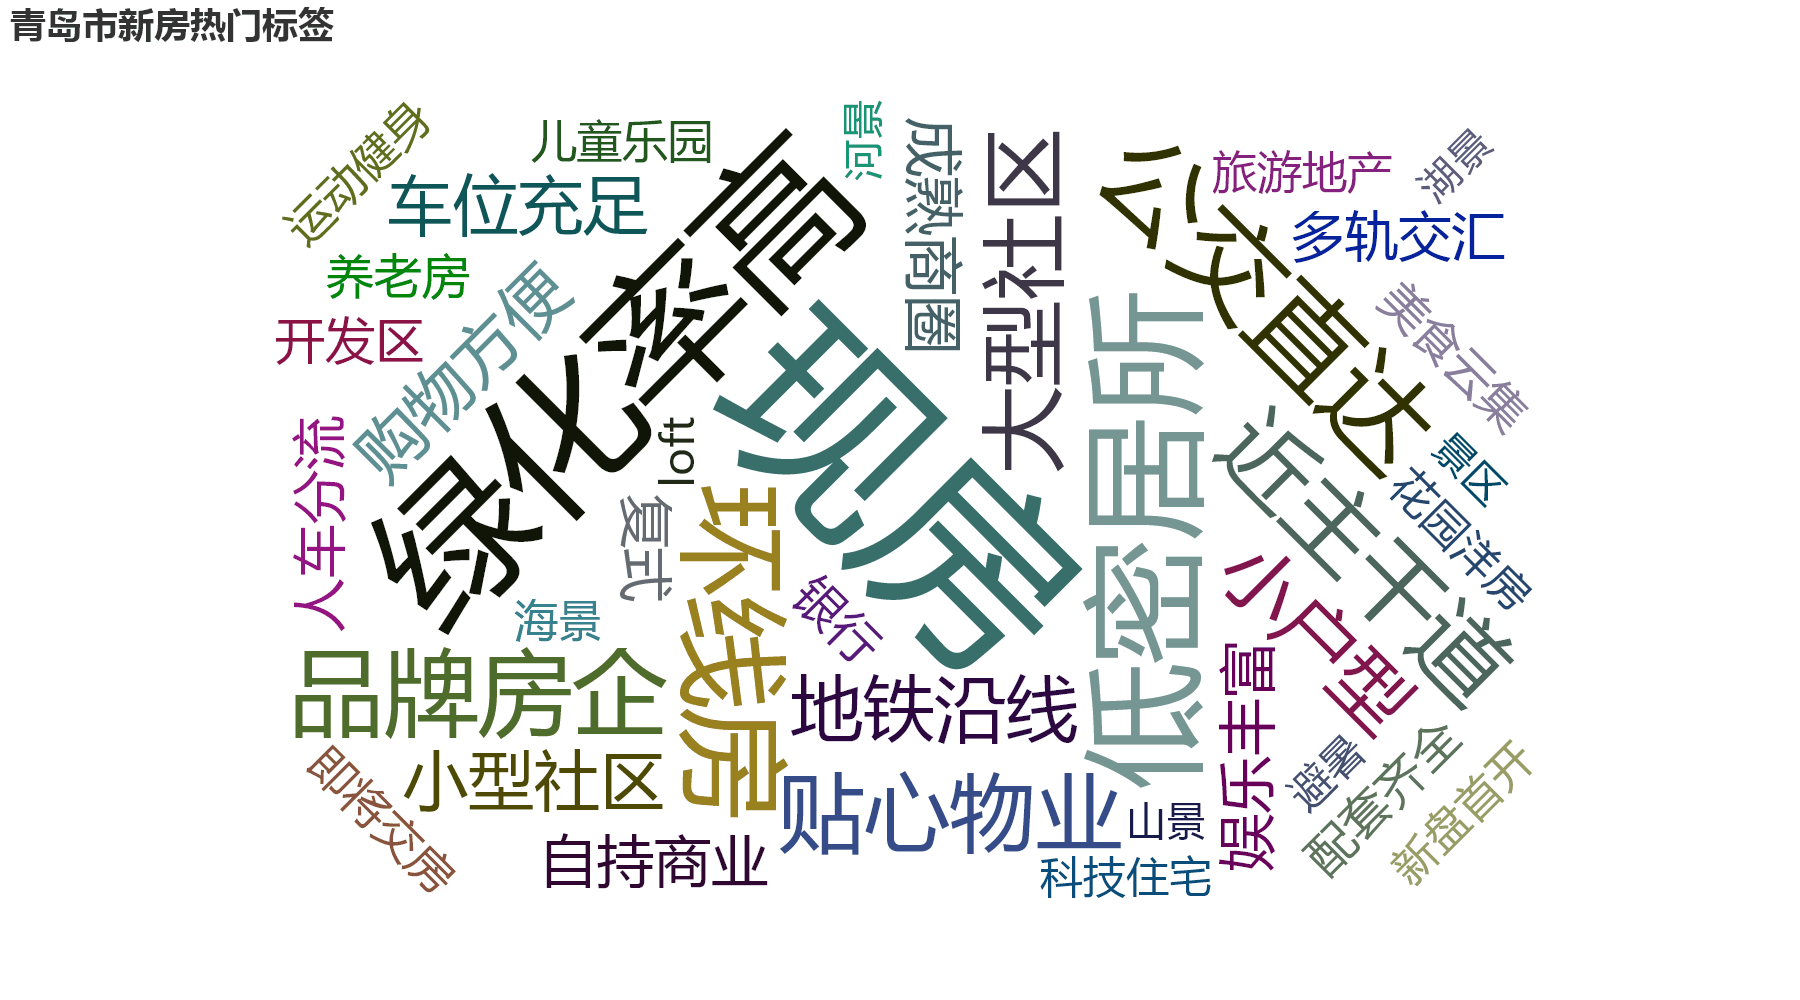 青岛市新房热门标签
运动健身
儿童乐园
河景
成熟商圈
大型社区
公交直达
旅游地产
湖景
车位充足
绿化率高
多轨交汇
养老房
购物方便
开发区
现房
低密居所
美食云集
人车分流
loft
近主干道
景区
花园洋房
复式
环线房
银行
海景
小户型
品牌房企
地铁沿线
娱乐丰富
小型社区
即将交房
贴心物业
避暑
配套齐全
新盘首开
自持商业
山景
科技住宅